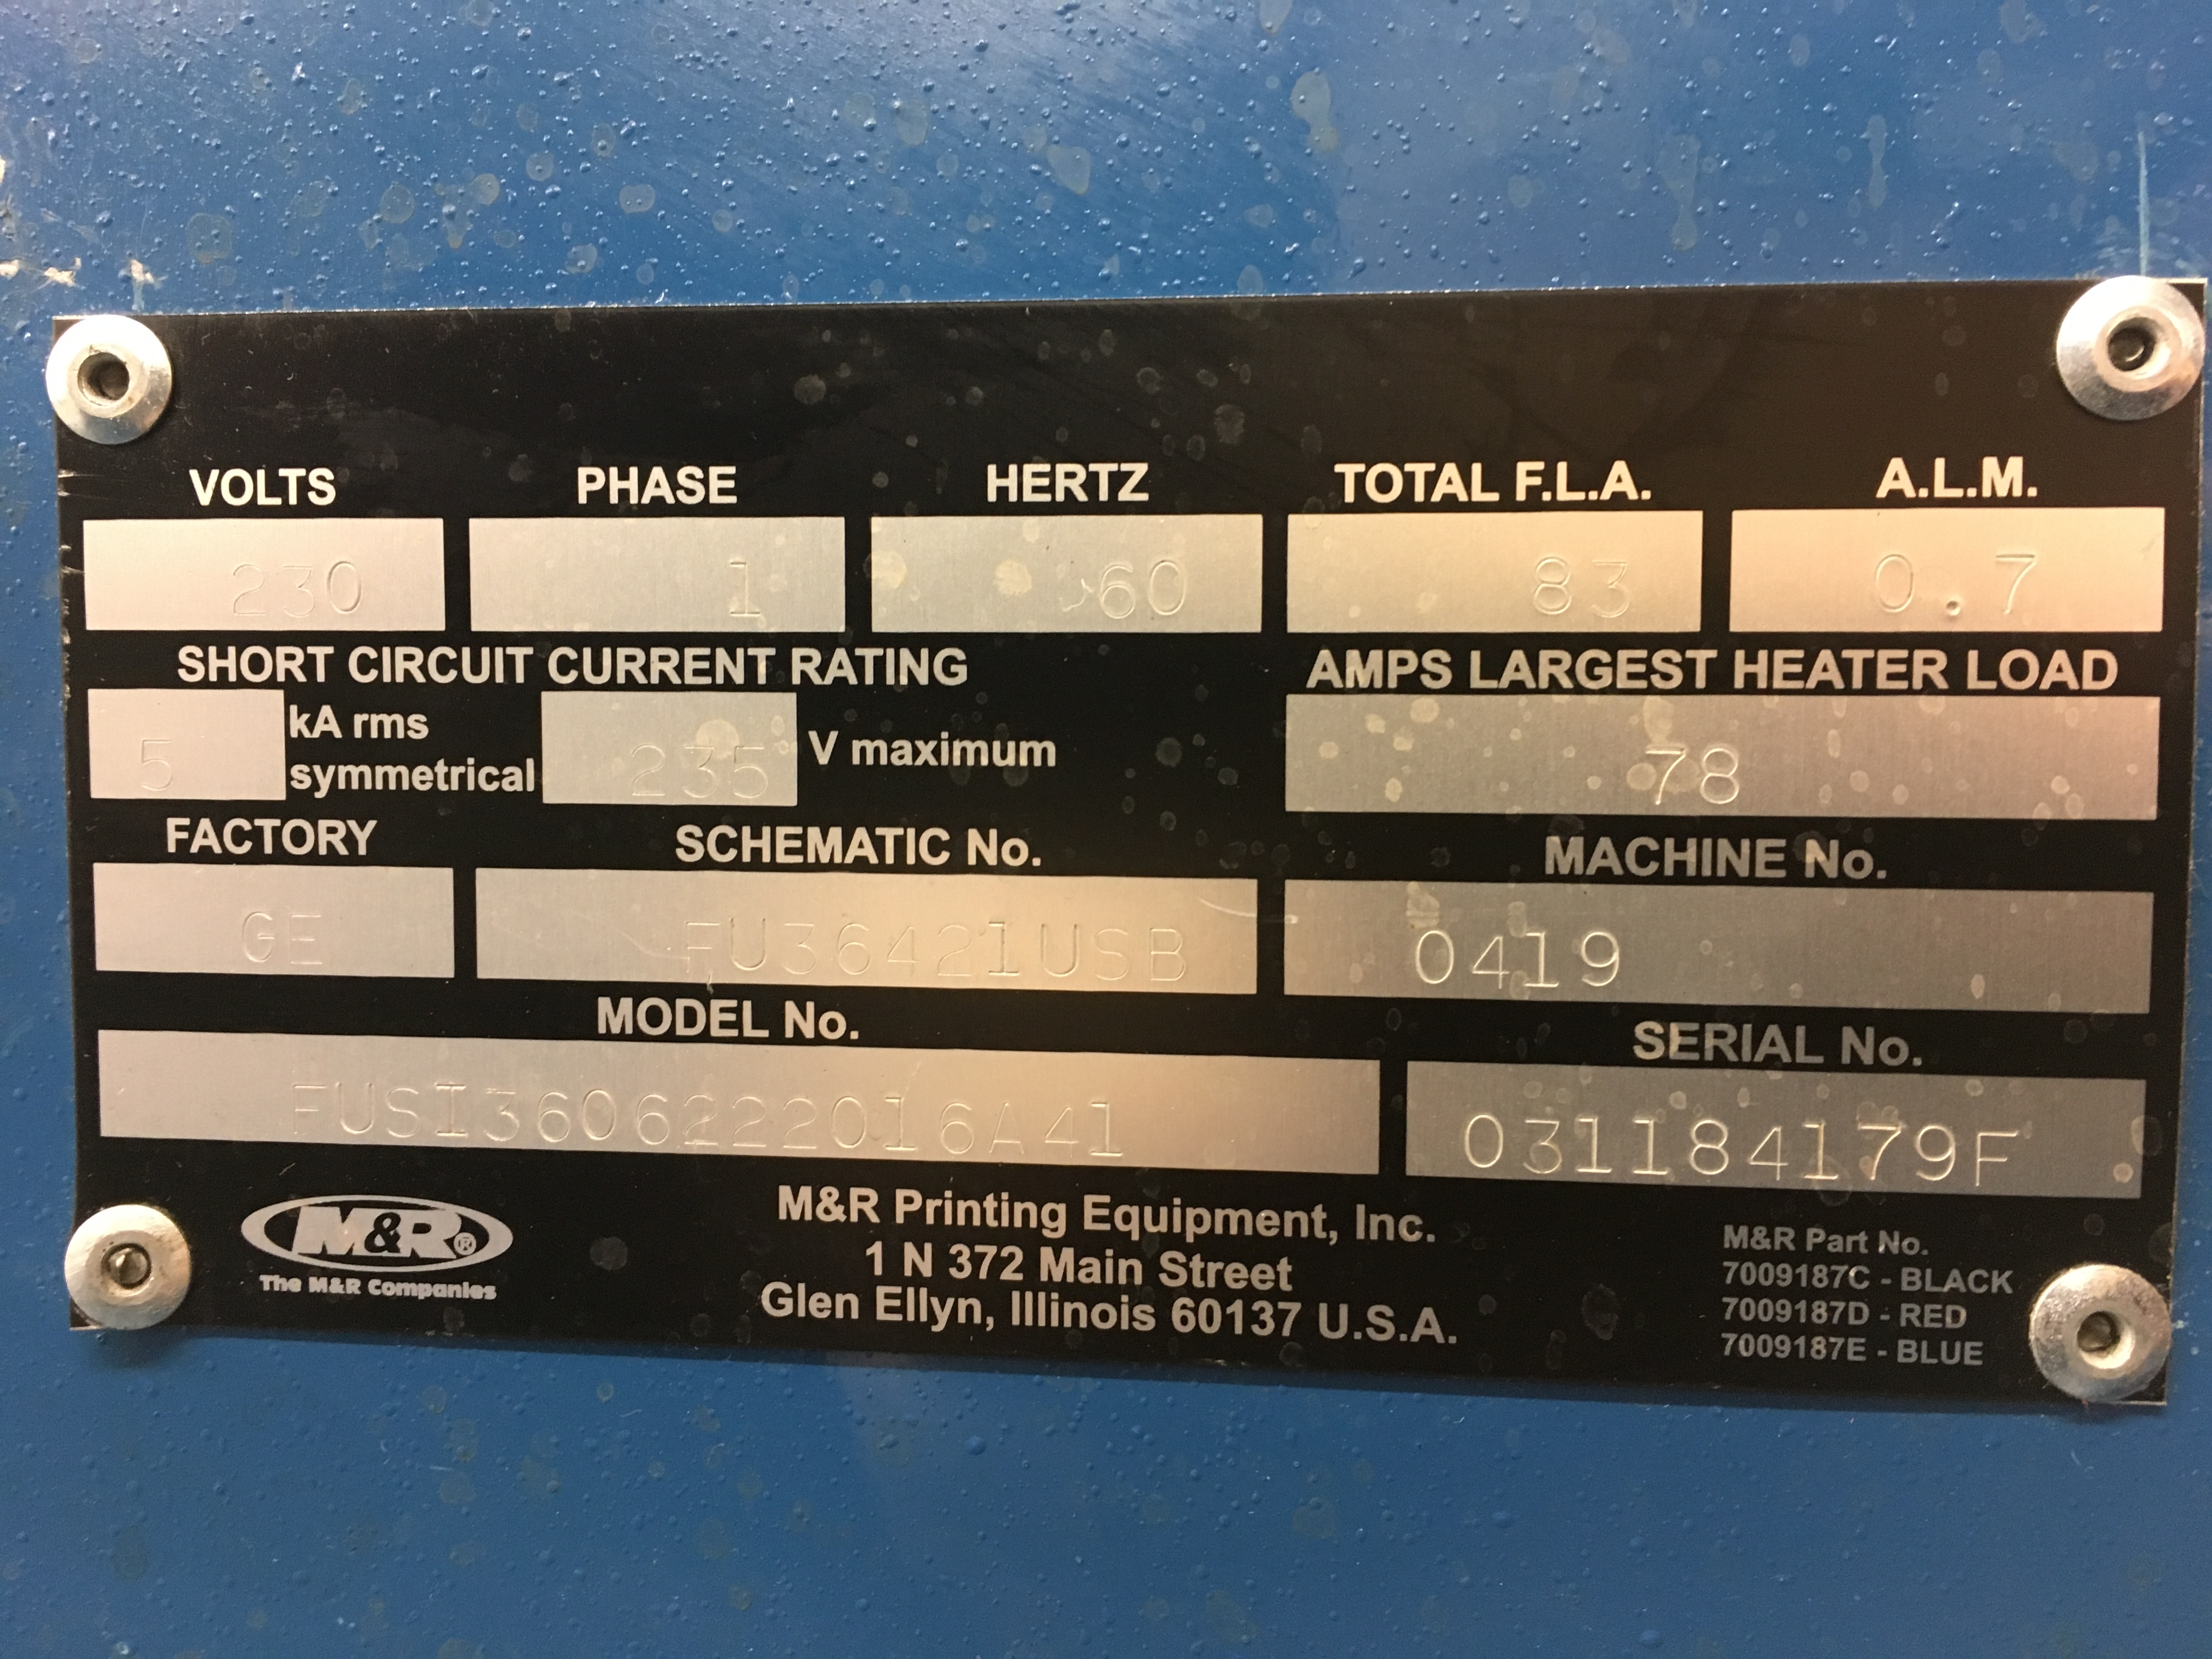 VOLTS PHASE HERTZ TOTAL F.L.A. A.L.M.
230 1 60 83 0.7
SHORT CIRCUIT CURRENT RATING AMPS LARGEST HEATER LOAD
5 kA rms symmetrical 235 V maximum 78
FACTORY SCHEMATIC No. MACHINE No.
GE FU36421USB 0419
MODEL No. SERIAL No.
FUSI3606222016A41 031184179F
M&R®
The M&R Companies
M&R Printing Equipment, Inc.
1 N 372 Main Street
Glen Ellyn, Illinois 60137 U.S.A.
M&R Part No.
7009187C - BLACK
7009187D - RED
7009187E - BLUE